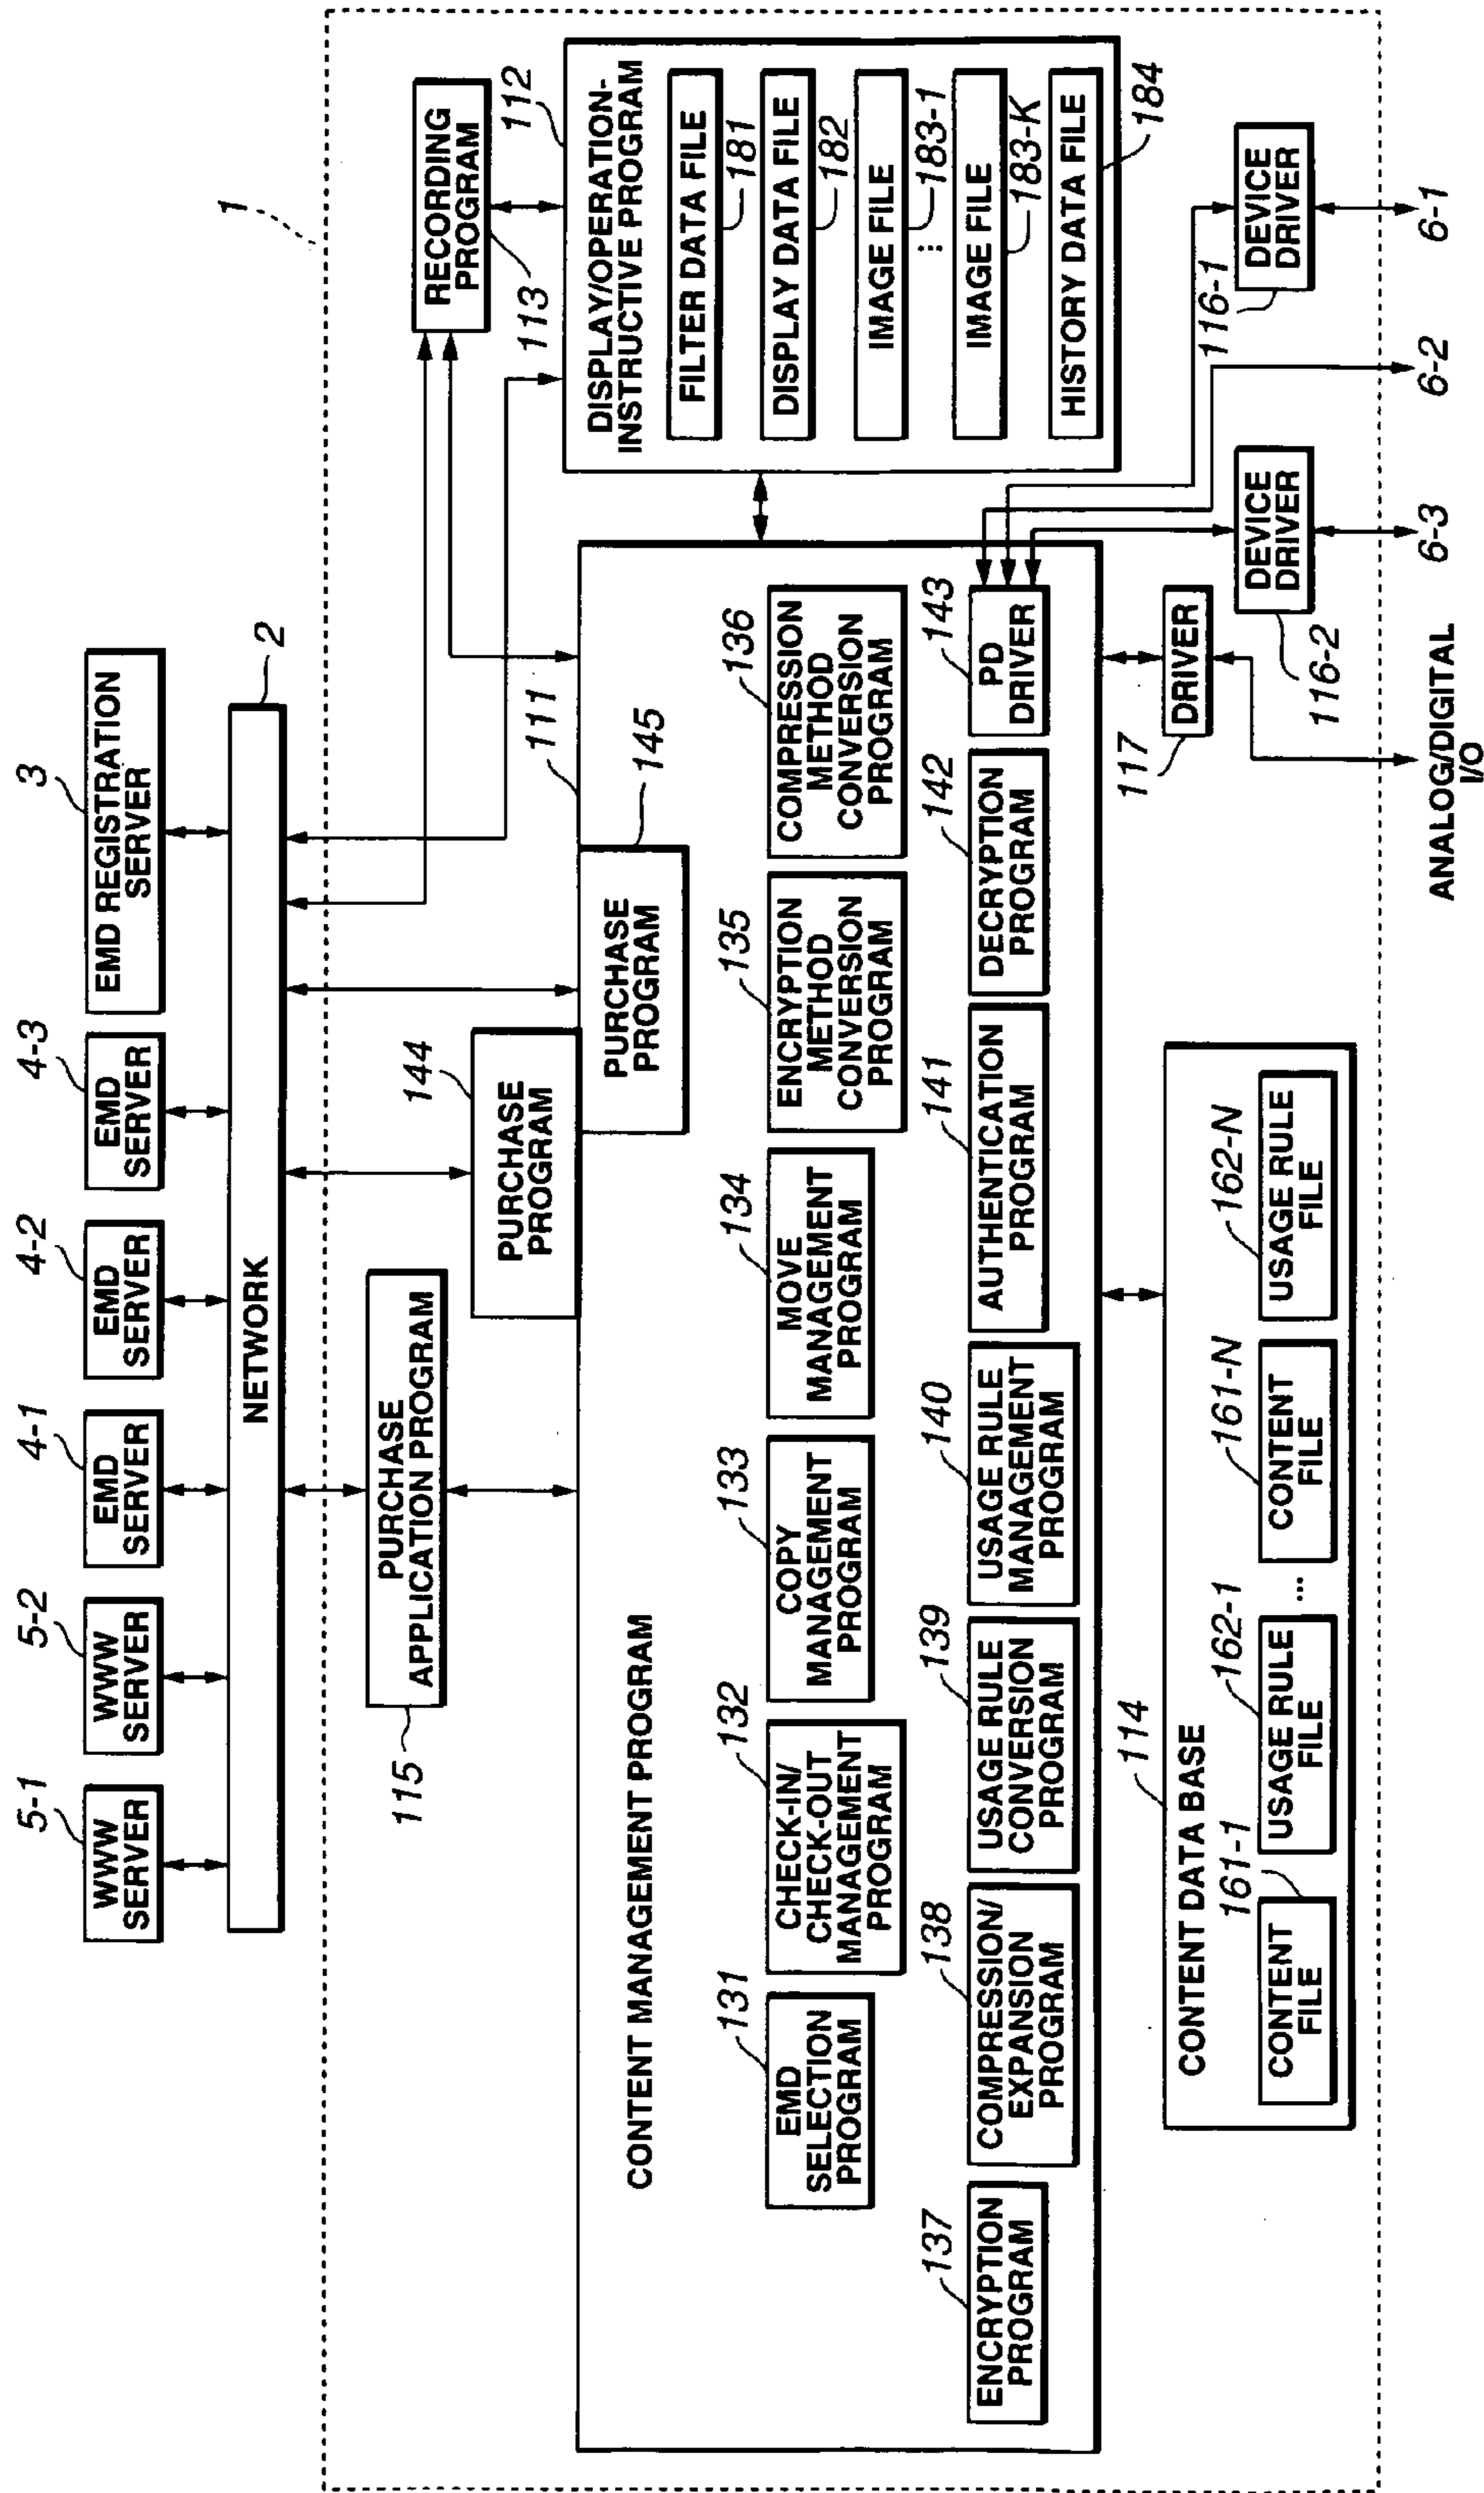 5-1
WWW
SERVER
5-2
WWW
SERVER
4-1
EMD
SERVER
4-2
EMD
SERVER
4-3
EMD
SERVER
3
EMD REGISTRATION
SERVER
NETWORK
2
1
115
PURCHASE
APPLICATION PROGRAM
144
PURCHASE
PROGRAM
145
PURCHASE
PROGRAM
111
RECORDING
PROGRAM
113
112
CONTENT MANAGEMENT PROGRAM
131
EMD
SELECTION
PROGRAM
132
CHECK-IN/
CHECK-OUT
MANAGEMENT
PROGRAM
133
COPY
MANAGEMENT
PROGRAM
134
MOVE
MANAGEMENT
PROGRAM
135
ENCRYPTION
METHOD
CONVERSION
PROGRAM
136
COMPRESSION
METHOD
CONVERSION
PROGRAM
137
ENCRYPTION
PROGRAM
138
COMPRESSION/
EXPANSION
PROGRAM
139
USAGE RULE
CONVERSION
PROGRAM
140
USAGE RULE
MANAGEMENT
PROGRAM
141
AUTHENTICATION
PROGRAM
142
DECRYPTION
PROGRAM
143
PD
DRIVER
DISPLAY/OPERATION-
INSTRUCTIVE PROGRAM
FILTER DATA FILE
181
DISPLAY DATA FILE
182
IMAGE FILE
183-1
⋮
IMAGE FILE
183-K
HISTORY DATA FILE
184
114
CONTENT DATA BASE
161-1
CONTENT
FILE
162-1
USAGE RULE
FILE
...
161-N
CONTENT
FILE
162-N
USAGE RULE
FILE
117
DRIVER
116-2
DEVICE
DRIVER
116-1
DEVICE
DRIVER
ANALOG/DIGITAL
I/O
6-3
6-2
6-1